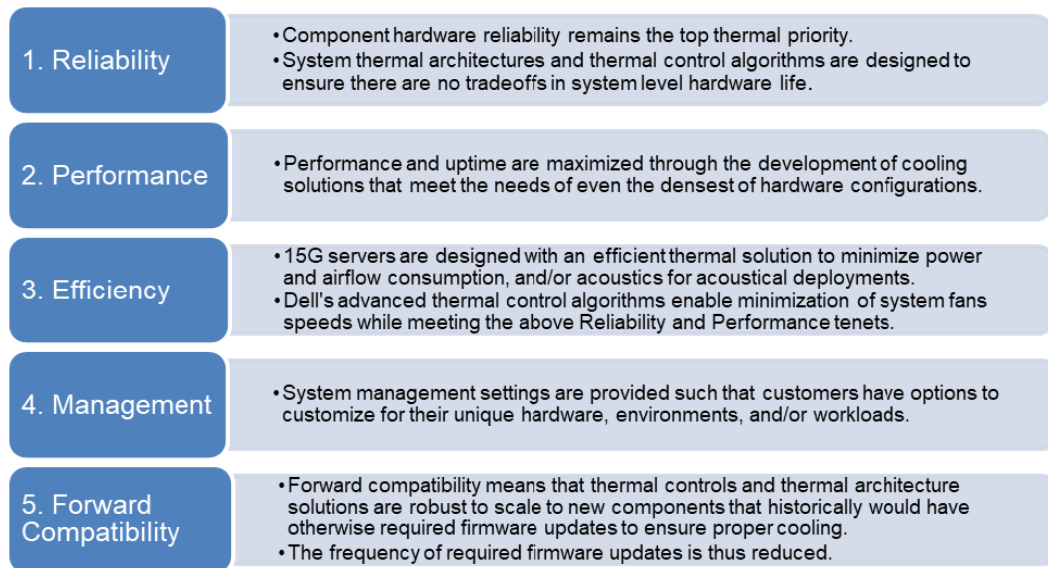 1. Reliability
•Component hardware reliability remains the top thermal priority.
•System thermal architectures and thermal control algorithms are designed to
ensure there are no tradeoffs in system level hardware life.
2. Performance
•Performance and uptime are maximized through the development of cooling
solutions that meet the needs of even the densest of hardware configurations.
3. Efficiency
•15G servers are designed with an efficient thermal solution to minimize power
and airflow consumption, and/or acoustics for acoustical deployments.
•Dell's advanced thermal control algorithms enable minimization of system fans
speeds while meeting the above Reliability and Performance tenets.
4. Management
•System management settings are provided such that customers have options to
customize for their unique hardware, environments, and/or workloads.
5. Forward
Compatibility
•Forward compatibility means that thermal controls and thermal architecture
solutions are robust to scale to new components that historically would have
otherwise required firmware updates to ensure proper cooling.
•The frequency of required firmware updates is thus reduced.